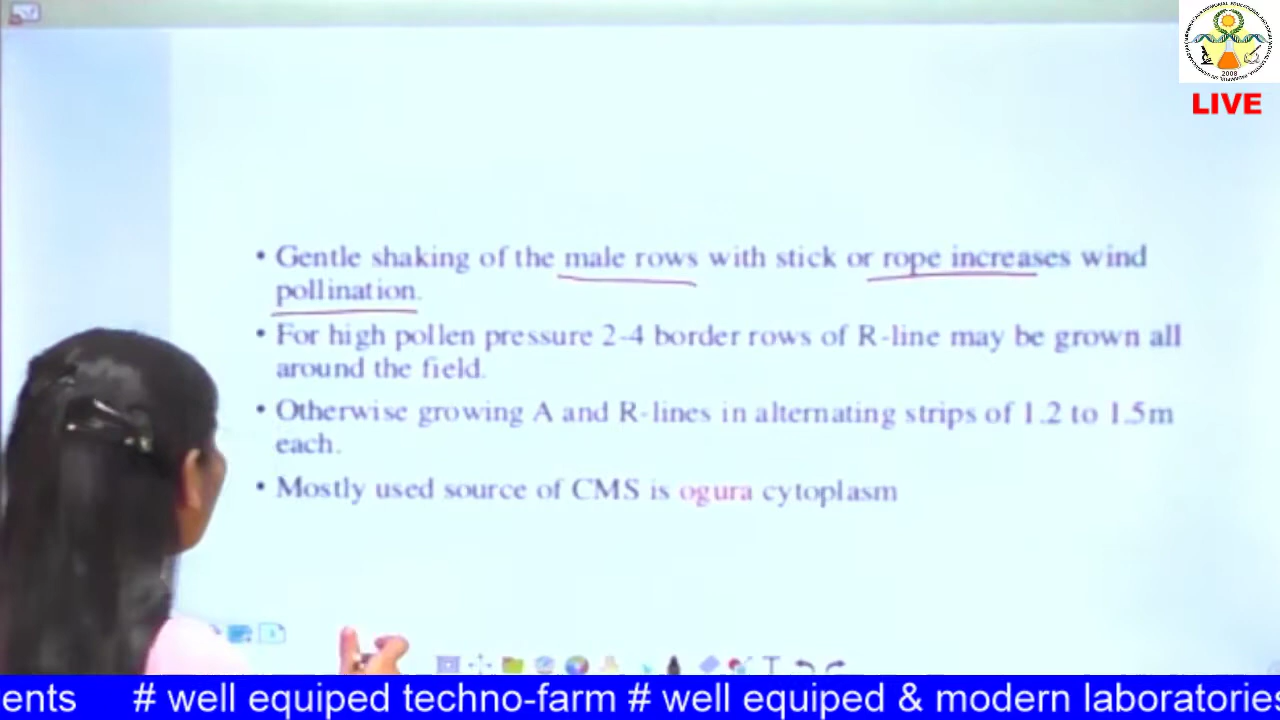 LIVE
2008
• Gentle shaking of the male rows with stick or rope increases wind
pollination.
• For high pollen pressure 2-4 border rows of R-line may be grown all
around the field.
• Otherwise growing A and R-lines in alternating strips of 1.2 to 1.5m
each.
• Mostly used source of CMS is ogura cytoplasm
ents # well equiped techno-farm # well equiped & modern laboratories